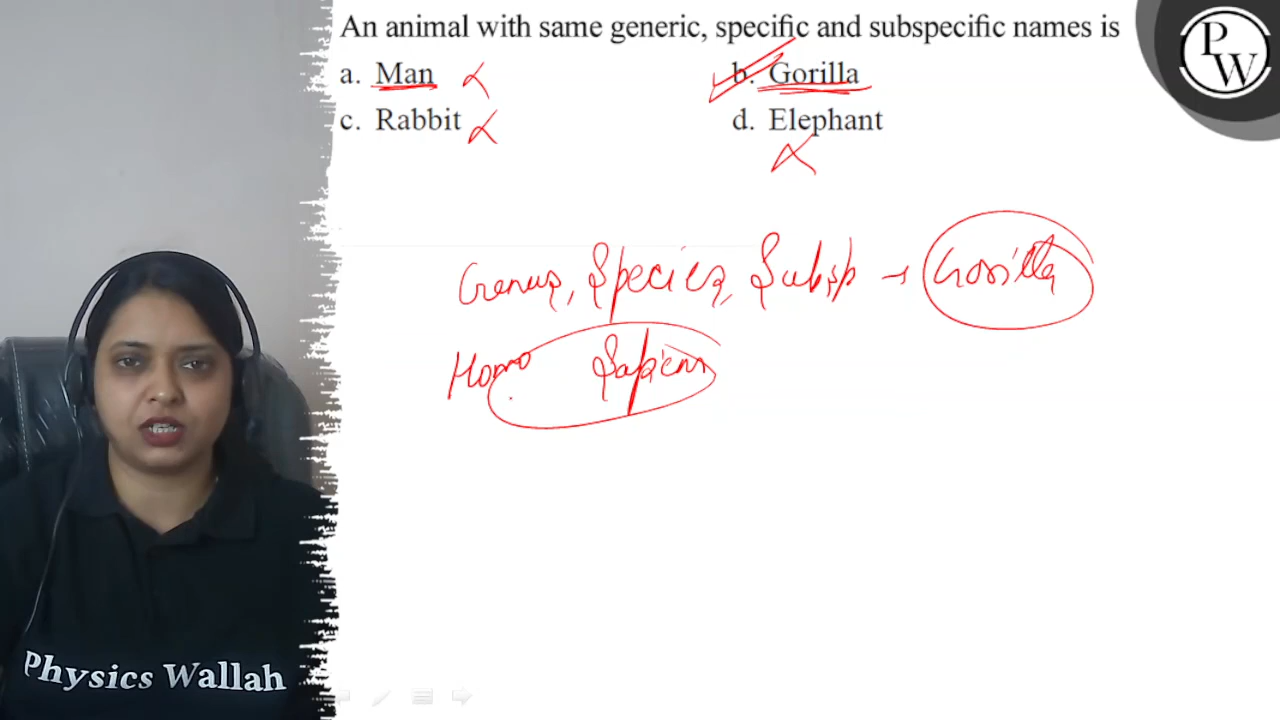 An animal with same generic, specific and subspecific names is
a. Man
b. Gorilla
c. Rabbit
d. Elephant
Genus, Species, Subsp → Gorilla
Homo Sapiens
PW
Physics Wallah